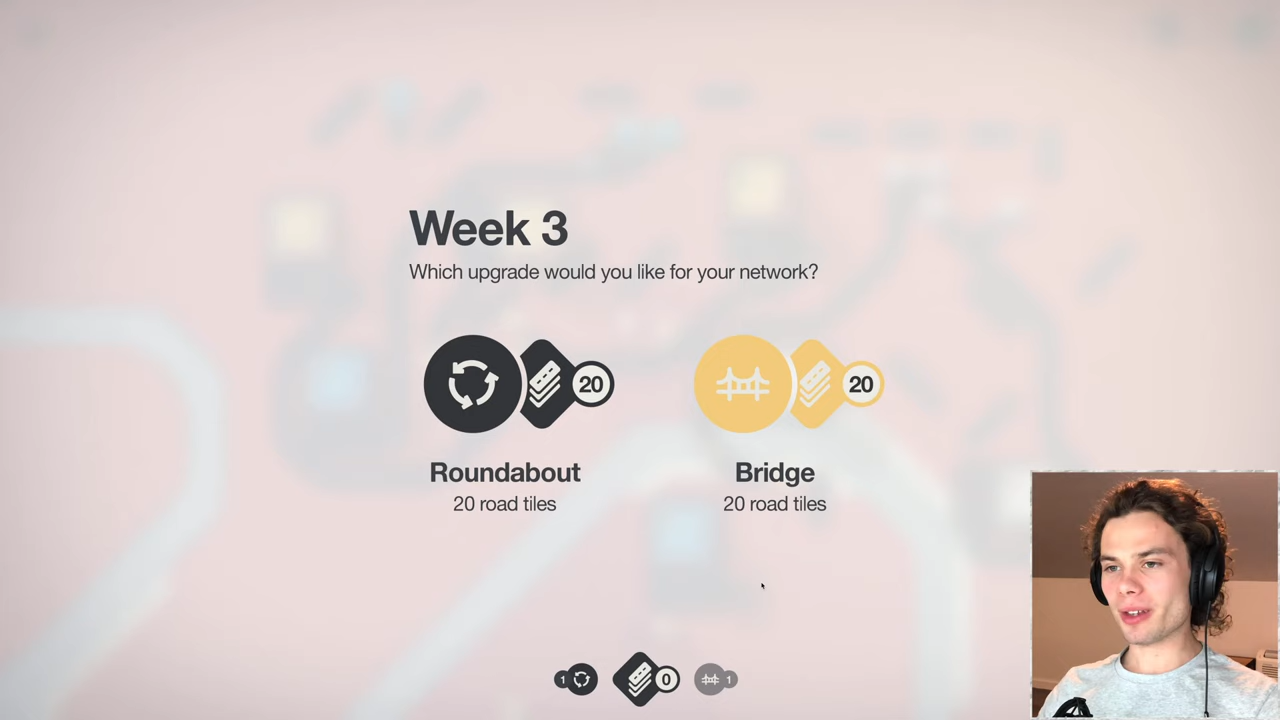 Week 3
Which upgrade would you like for your network?
20
20
Roundabout
Bridge
20 road tiles
20 road tiles
1
0
1